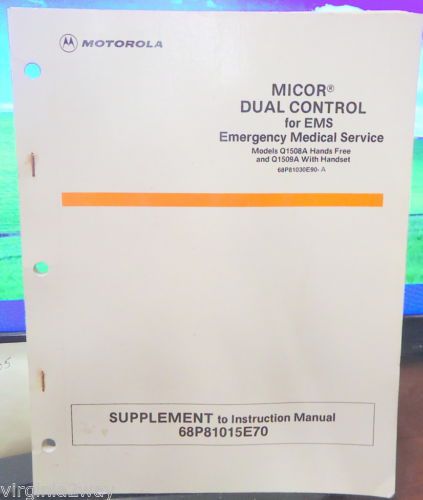 MOTOROLA
MICOR®
DUAL CONTROL
for EMS
Emergency Medical Service
Models Q1508A Hands Free
and Q1509A With Handset
68P81030E90-A
SUPPLEMENT to Instruction Manual
68P81015E70
virginia2way